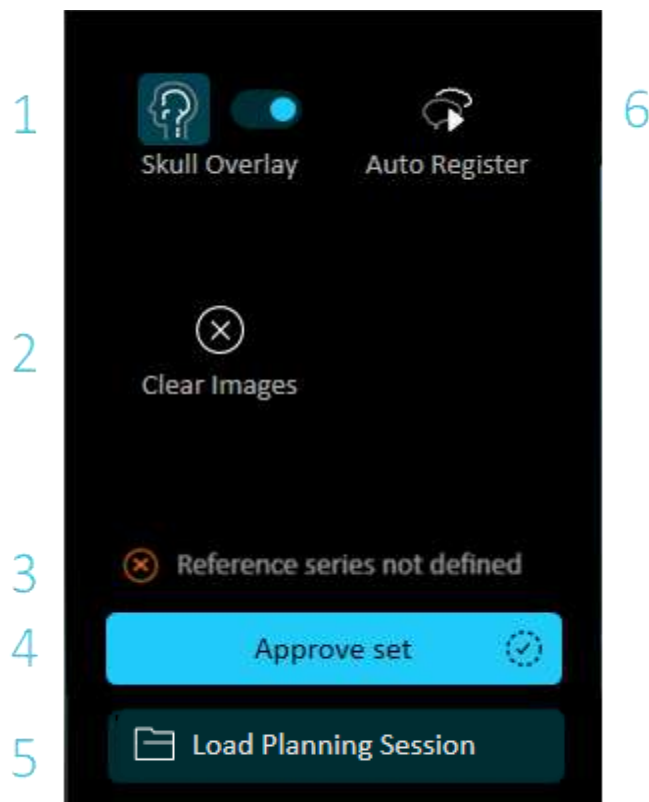 1
Skull Overlay
Auto Register
6
2
Clear Images
3
Reference series not defined
4
Approve set
5
Load Planning Session